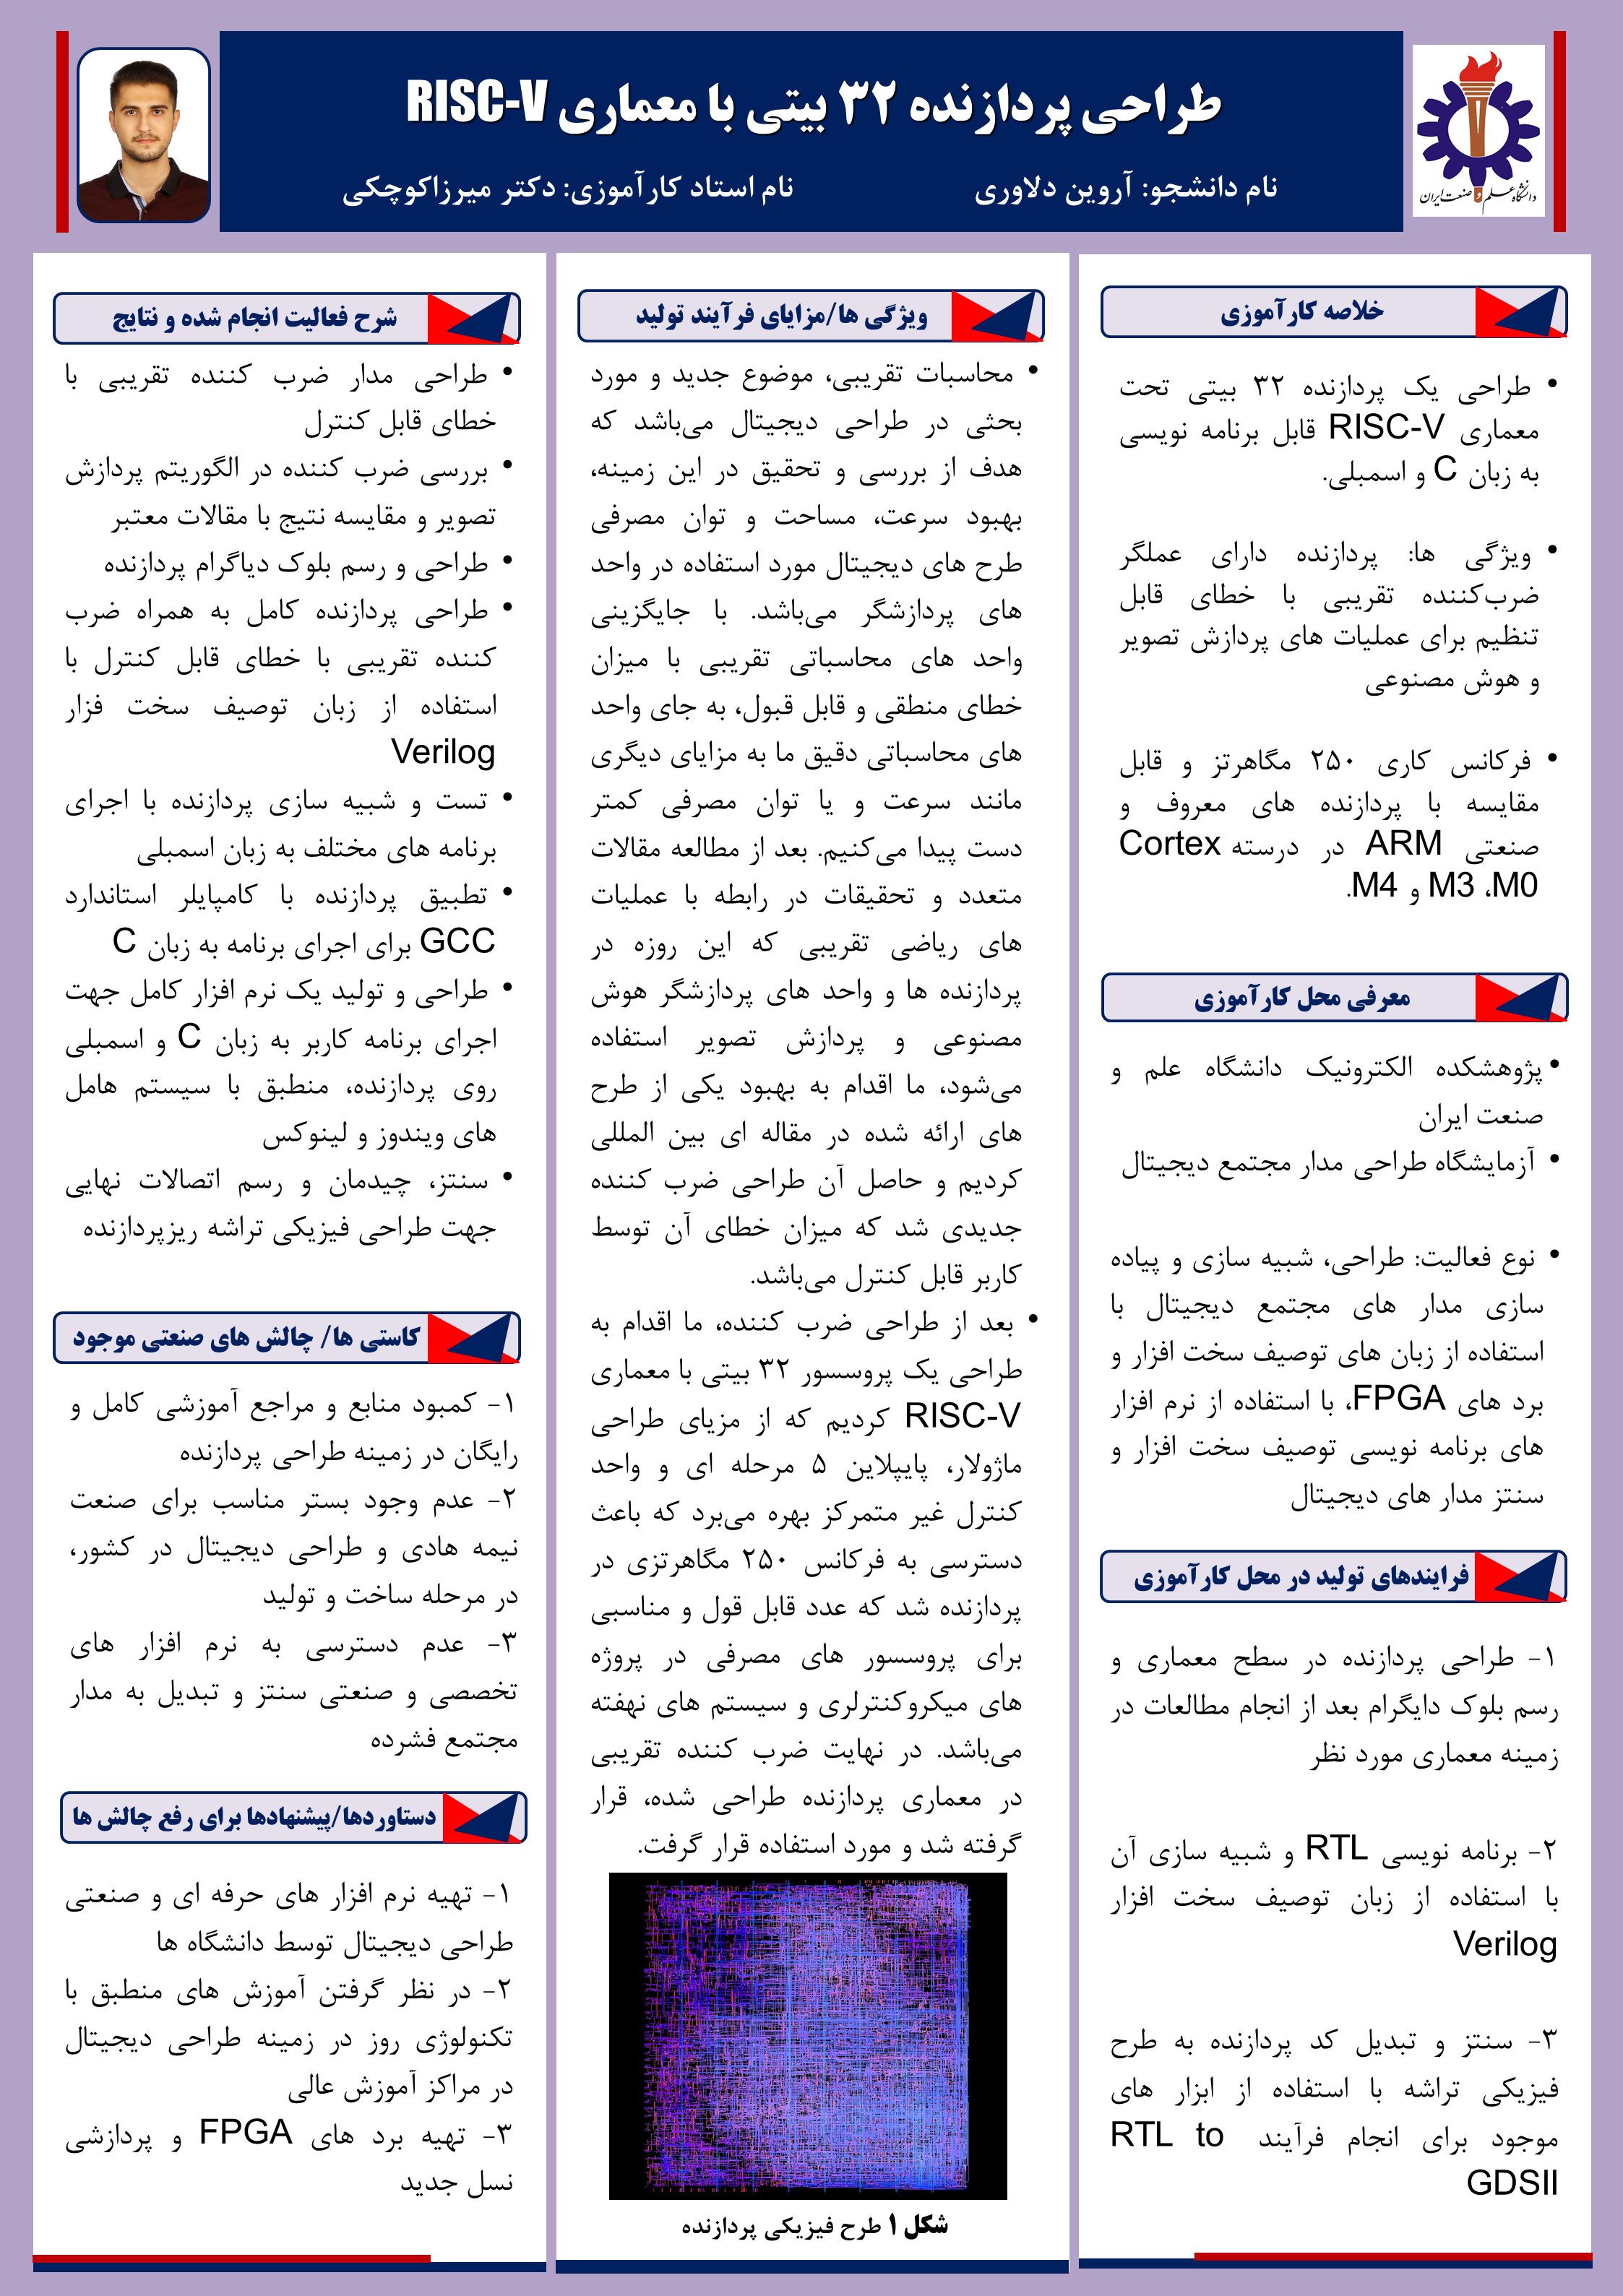 طراحی پردازنده ۳۲ بیتی با معماری RISC-V
نام دانشجو: آروین دلاوری
نام استاد کارآموزی: دکتر میرزاکوچکی
دانشگاه علم و صنعت ایران
خلاصه کارآموزی
• طراحی یک پردازنده ۳۲ بیتی تحت
معماری RISC-V قابل برنامه نویسی
به زبان C و اسمبلی.
• ویژگی ها: پردازنده دارای عملگر
ضرب‌کننده تقریبی با خطای قابل
تنظیم برای عملیات های پردازش تصویر
و هوش مصنوعی
• فرکانس کاری ۲۵۰ مگاهرتز و قابل
مقایسه با پردازنده های معروف و
صنعتی ARM در درسته Cortex
M0، M3 و M4.
معرفی محل کارآموزی
• پژوهشکده الکترونیک دانشگاه علم و
صنعت ایران
• آزمایشگاه طراحی مدار مجتمع دیجیتال
• نوع فعالیت: طراحی، شبیه سازی و پیاده
سازی مدار های مجتمع دیجیتال با
استفاده از زبان های توصیف سخت افزار و
برد های FPGA، با استفاده از نرم افزار
های برنامه نویسی توصیف سخت افزار و
سنتز مدار های دیجیتال
فرایندهای تولید در محل کارآموزی
۱- طراحی پردازنده در سطح معماری و
رسم بلوک دایگرام بعد از انجام مطالعات در
زمینه معماری مورد نظر
۲- برنامه نویسی RTL و شبیه سازی آن
با استفاده از زبان توصیف سخت افزار
Verilog
۳- سنتز و تبدیل کد پردازنده به طرح
فیزیکی تراشه با استفاده از ابزار های
موجود برای انجام فرآیند RTL to
GDSII
ویژگی ها/مزایای فرآیند تولید
• محاسبات تقریبی، موضوع جدید و مورد
بحثی در طراحی دیجیتال می‌باشد که
هدف از بررسی و تحقیق در این زمینه،
بهبود سرعت، مساحت و توان مصرفی
طرح های دیجیتال مورد استفاده در واحد
های پردازشگر می‌باشد. با جایگزینی
واحد های محاسباتی تقریبی با میزان
خطای منطقی و قابل قبول، به جای واحد
های محاسباتی دقیق ما به مزایای دیگری
مانند سرعت و یا توان مصرفی کمتر
دست پیدا می‌کنیم. بعد از مطالعه مقالات
متعدد و تحقیقات در رابطه با عملیات
های ریاضی تقریبی که این روزه در
پردازنده ها و واحد های پردازشگر هوش
مصنوعی و پردازش تصویر استفاده
می‌شود، ما اقدام به بهبود یکی از طرح
های ارائه شده در مقاله ای بین المللی
کردیم و حاصل آن طراحی ضرب کننده
جدیدی شد که میزان خطای آن توسط
کاربر قابل کنترل می‌باشد.
• بعد از طراحی ضرب کننده، ما اقدام به
طراحی یک پروسسور ۳۲ بیتی با معماری
RISC-V کردیم که از مزیای طراحی
ماژولار، پایپلاین ۵ مرحله ای و واحد
کنترل غیر متمرکز بهره می‌برد که باعث
دسترسی به فرکانس ۲۵۰ مگاهرتزی در
پردازنده شد که عدد قابل قول و مناسبی
برای پروسسور های مصرفی در پروژه
های میکروکنترلری و سیستم های نهفته
می‌باشد. در نهایت ضرب کننده تقریبی
در معماری پردازنده طراحی شده، قرار
گرفته شد و مورد استفاده قرار گرفت.
شکل ۱ طرح فیزیکی پردازنده
شرح فعالیت انجام شده و نتایج
• طراحی مدار ضرب کننده تقریبی با
خطای قابل کنترل
• بررسی ضرب کننده در الگوریتم پردازش
تصویر و مقایسه نتیج با مقالات معتبر
• طراحی و رسم بلوک دیاگرام پردازنده
• طراحی پردازنده کامل به همراه ضرب
کننده تقریبی با خطای قابل کنترل با
استفاده از زبان توصیف سخت فزار
Verilog
• تست و شبیه سازی پردازنده با اجرای
برنامه های مختلف به زبان اسمبلی
• تطبیق پردازنده با کامپایلر استاندارد
GCC برای اجرای برنامه به زبان C
• طراحی و تولید یک نرم افزار کامل جهت
اجرای برنامه کاربر به زبان C و اسمبلی
روی پردازنده، منطبق با سیستم هامل
های ویندوز و لینوکس
• سنتز، چیدمان و رسم اتصالات نهایی
جهت طراحی فیزیکی تراشه ریزپردازنده
کاستی ها/ چالش های صنعتی موجود
۱- کمبود منابع و مراجع آموزشی کامل و
رایگان در زمینه طراحی پردازنده
۲- عدم وجود بستر مناسب برای صنعت
نیمه هادی و طراحی دیجیتال در کشور،
در مرحله ساخت و تولید
۳- عدم دسترسی به نرم افزار های
تخصصی و صنعتی سنتز و تبدیل به مدار
مجتمع فشرده
دستاوردها/پیشنهادها برای رفع چالش ها
۱- تهیه نرم افزار های حرفه ای و صنعتی
طراحی دیجیتال توسط دانشگاه ها
۲- در نظر گرفتن آموزش های منطبق با
تکنولوژی روز در زمینه طراحی دیجیتال
در مراکز آموزش عالی
۳- تهیه برد های FPGA و پردازشی
نسل جدید